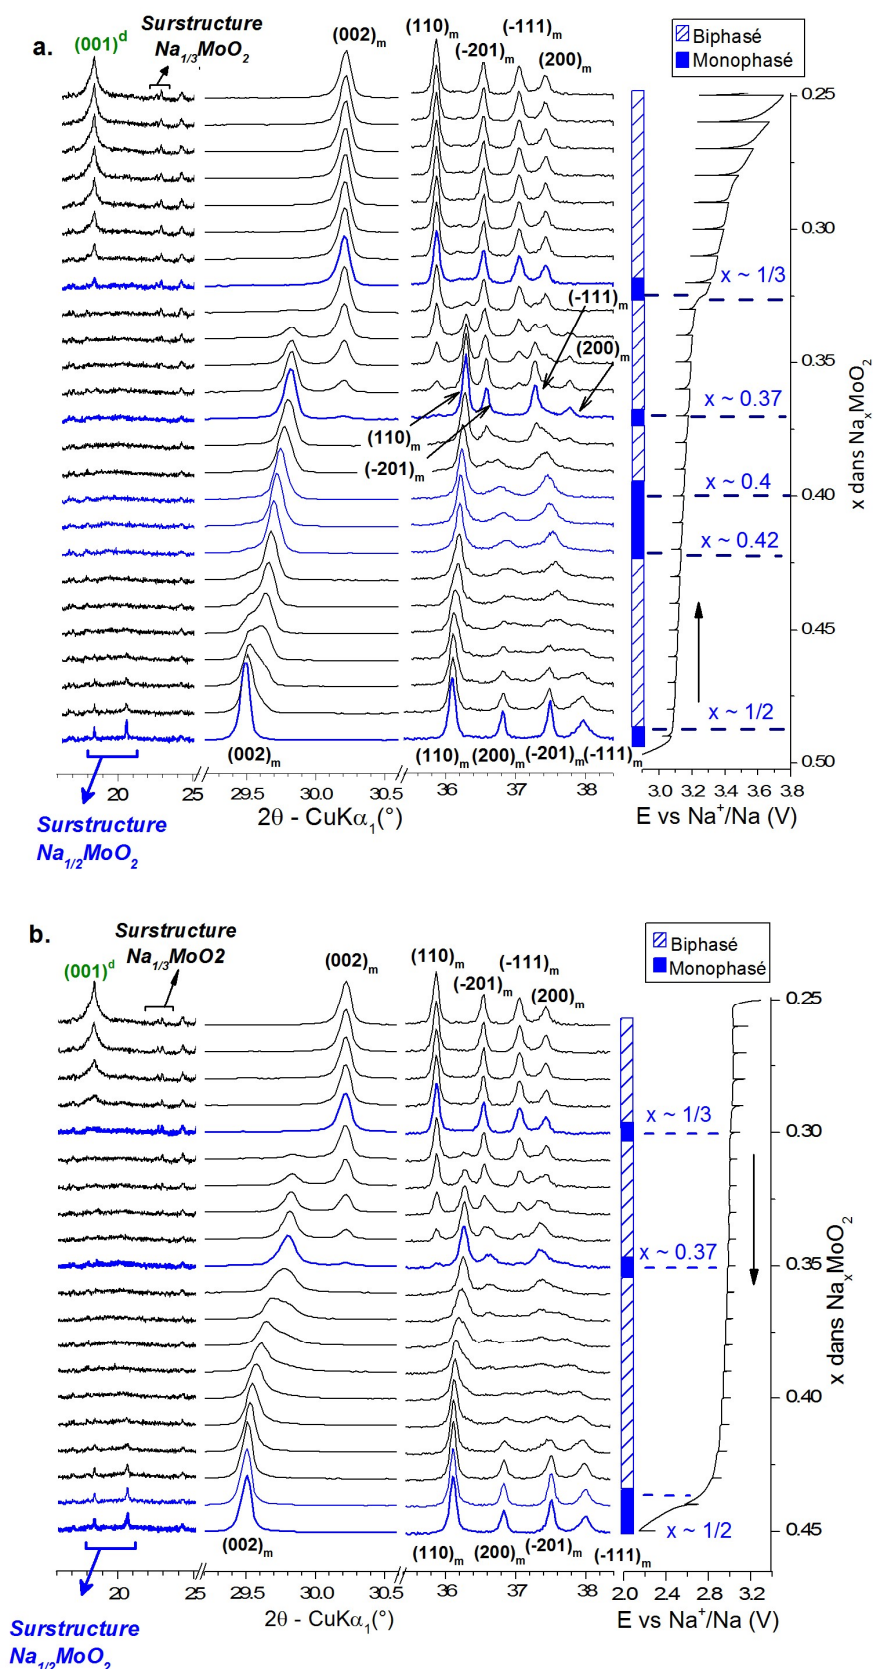 a.
Surstructure
Na1/3MoO2
(001)d
(002)m
(110)m
(-201)m
(-111)m
(200)m
Biphasé
Monophasé
0.25
0.30
x ~ 1/3
(-111)m
(200)m
0.35
x ~ 0.37
(110)m
(-201)m
x ~ 0.4
0.40
x ~ 0.42
0.45
x ~ 1/2
0.50
x dans NaxMoO2
(002)m
(110)m
(200)m
(-201)m
(-111)m
20
25
29.5
30.0
30.5
36
37
38
3.0
3.2
3.4
3.6
3.8
2θ - CuKα1(°)
E vs Na+/Na (V)
Surstructure
Na1/2MoO2
b.
Surstructure
Na1/3MoO2
(001)d
(002)m
(110)m
(-201)m
(-111)m
(200)m
Biphasé
Monophasé
0.25
x ~ 1/3
0.30
x ~ 0.37
0.35
0.40
x ~ 1/2
0.45
x dans NaxMoO2
(002)m
(110)m
(200)m
(-201)m
(-111)m
20
25
29.5
30.0
30.5
36
37
38
2.0
2.4
2.8
3.2
2θ - CuKα1(°)
E vs Na+/Na (V)
Surstructure
Na1/2MoO2